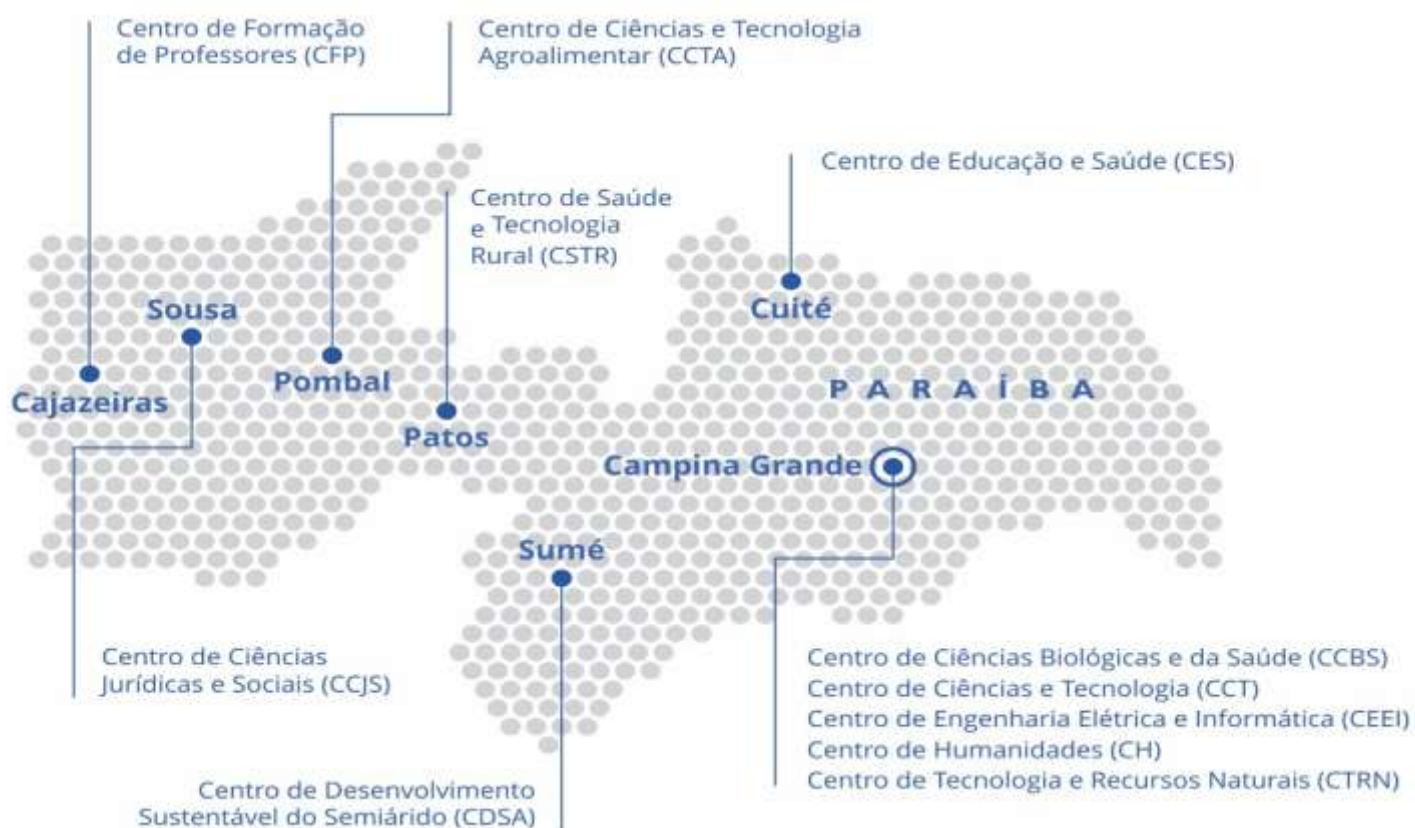 Centro de Formação
de Professores (CFP)
Centro de Ciências e Tecnologia
Agroalimentar (CCTA)
Centro de Educação e Saúde (CES)
Centro de Saúde
e Tecnologia
Rural (CSTR)
Sousa
Cuité
Pombal
Cajazeiras
PARAÍBA
Patos
Campina Grande
Sumé
Centro de Ciências
Jurídicas e Sociais (CCJS)
Centro de Ciências Biológicas e da Saúde (CCBS)
Centro de Ciências e Tecnologia (CCT)
Centro de Engenharia Elétrica e Informática (CEEI)
Centro de Humanidades (CH)
Centro de Tecnologia e Recursos Naturais (CTRN)
Centro de Desenvolvimento
Sustentável do Semiárido (CDSA)